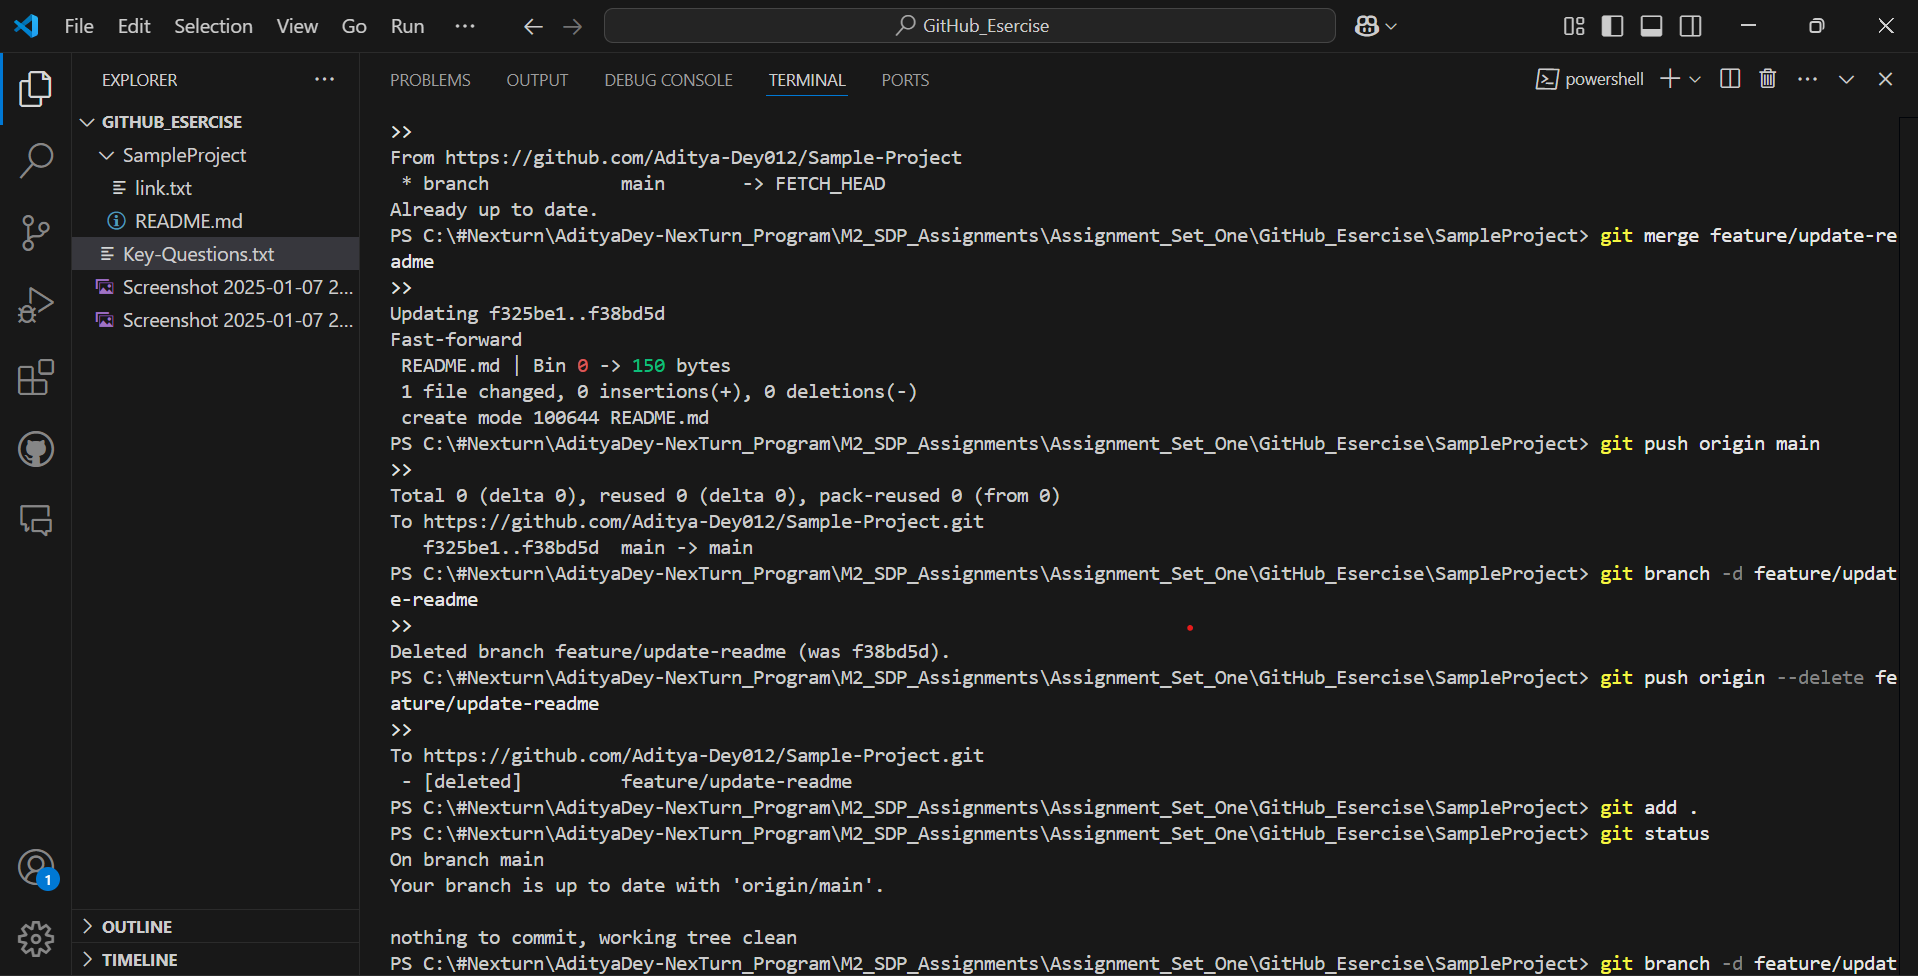 File Edit Selection View Go Run ··· GitHub_Esercise
EXPLORER ···
GITHUB_ESERCISE
SampleProject
link.txt
README.md
Key-Questions.txt
Screenshot 2025-01-07 2...
Screenshot 2025-01-07 2...
1
OUTLINE
TIMELINE
PROBLEMS OUTPUT DEBUG CONSOLE TERMINAL PORTS powershell ···
>>
From https://github.com/Aditya-Dey012/Sample-Project
* branch main -> FETCH_HEAD
Already up to date.
PS C:\#Nexturn\AdityaDey-NexTurn_Program\M2_SDP_Assignments\Assignment_Set_One\GitHub_Esercise\SampleProject> git merge feature/update-re
adme
>>
Updating f325be1..f38bd5d
Fast-forward
README.md | Bin 0 -> 150 bytes
1 file changed, 0 insertions(+), 0 deletions(-)
create mode 100644 README.md
PS C:\#Nexturn\AdityaDey-NexTurn_Program\M2_SDP_Assignments\Assignment_Set_One\GitHub_Esercise\SampleProject> git push origin main
>>
Total 0 (delta 0), reused 0 (delta 0), pack-reused 0 (from 0)
To https://github.com/Aditya-Dey012/Sample-Project.git
f325be1..f38bd5d main -> main
PS C:\#Nexturn\AdityaDey-NexTurn_Program\M2_SDP_Assignments\Assignment_Set_One\GitHub_Esercise\SampleProject> git branch -d feature/updat
e-readme
>>
Deleted branch feature/update-readme (was f38bd5d).
PS C:\#Nexturn\AdityaDey-NexTurn_Program\M2_SDP_Assignments\Assignment_Set_One\GitHub_Esercise\SampleProject> git push origin --delete fe
ature/update-readme
>>
To https://github.com/Aditya-Dey012/Sample-Project.git
- [deleted] feature/update-readme
PS C:\#Nexturn\AdityaDey-NexTurn_Program\M2_SDP_Assignments\Assignment_Set_One\GitHub_Esercise\SampleProject> git add .
PS C:\#Nexturn\AdityaDey-NexTurn_Program\M2_SDP_Assignments\Assignment_Set_One\GitHub_Esercise\SampleProject> git status
On branch main
Your branch is up to date with 'origin/main'.
nothing to commit, working tree clean
PS C:\#Nexturn\AdityaDey-NexTurn_Program\M2_SDP_Assignments\Assignment_Set_One\GitHub_Esercise\SampleProject> git branch -d feature/updat